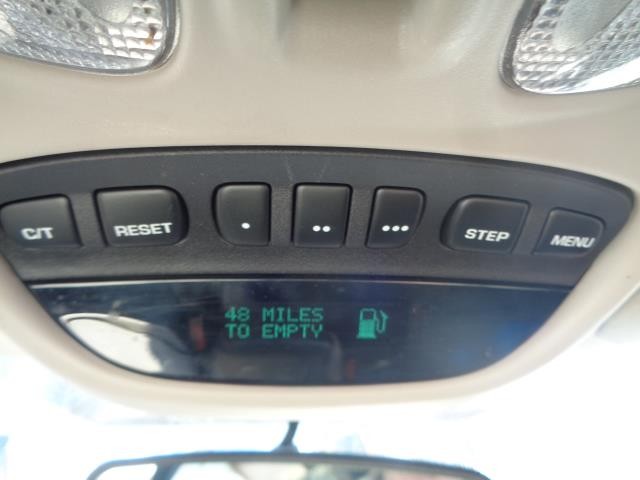 C/T RESET • •• ••• STEP MENU
48 MILES
TO EMPTY